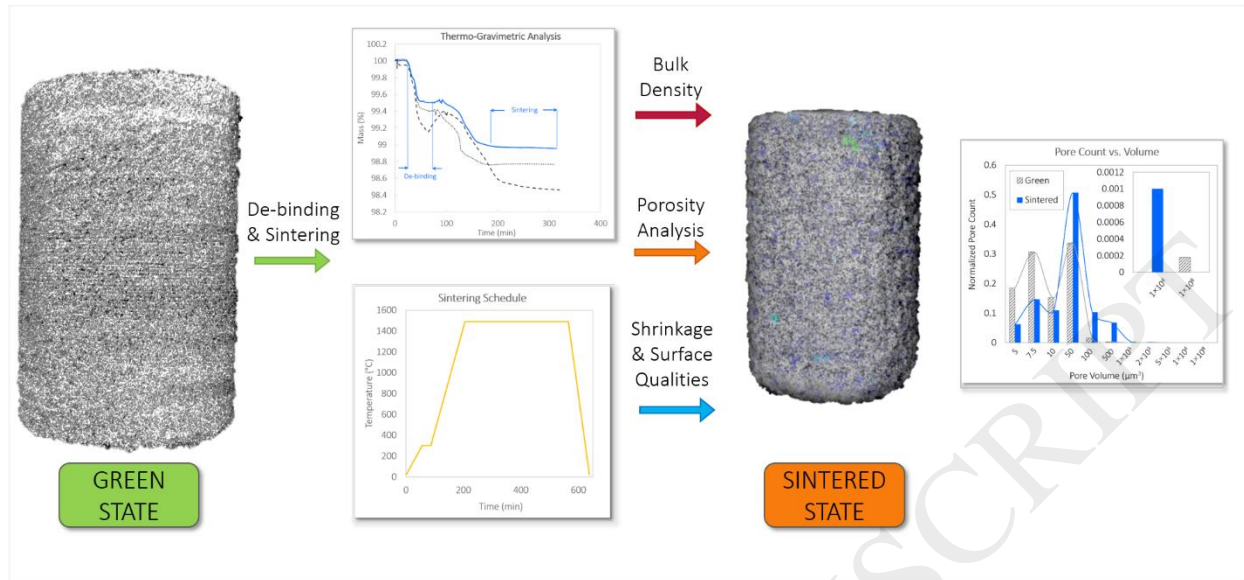 GREEN
STATE
De-binding
& Sintering
Thermo-Gravimetric Analysis
100.2
100
99.8
99.6
99.4
99.2
99
98.8
98.6
98.4
98.2
Mass (%)
De-binding
Sintering
0
100
200
300
400
Time (min)
Sintering Schedule
1600
1400
1200
1000
800
600
400
200
0
Temperature (°C)
0
200
400
600
Time (min)
Bulk
Density
Porosity
Analysis
Shrinkage
& Surface
Qualities
SINTERED
STATE
Pore Count vs. Volume
0.6
0.5
0.4
0.3
0.2
0.1
0
Normalized Pore Count
Green
Sintered
0.0012
0.001
0.0008
0.0006
0.0004
0.0002
0
5
7.5
10
50
100
500
Pore Volume (µm³)